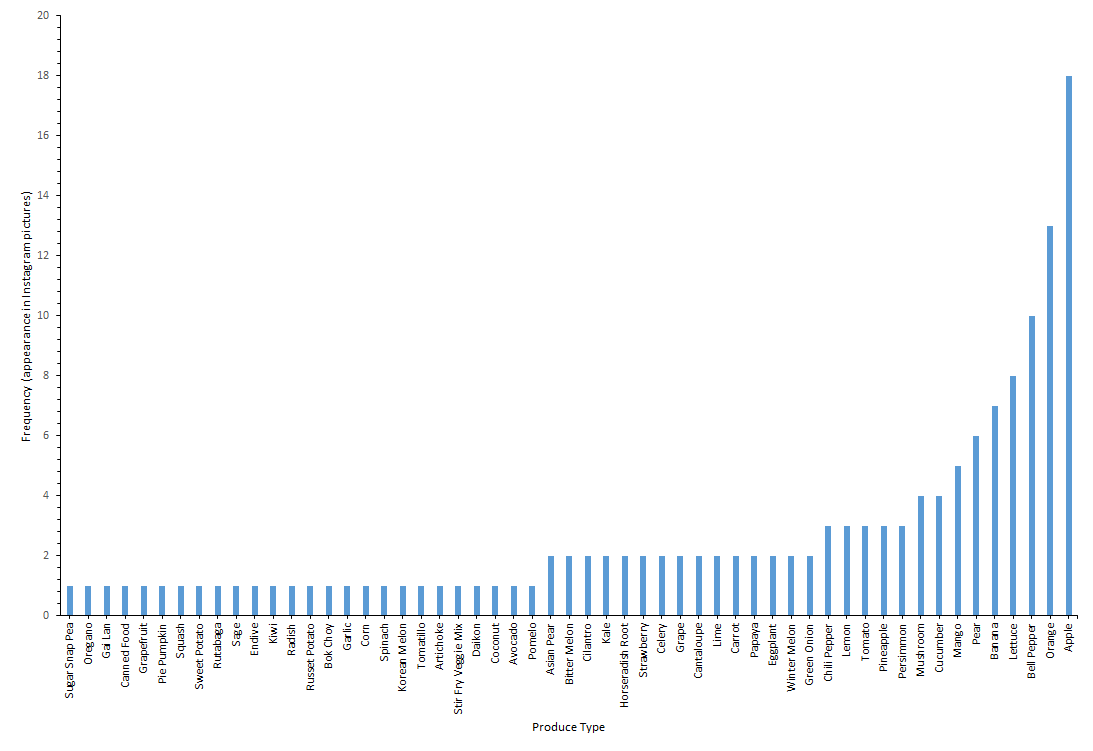 20
18
16
14
12
10
8
6
4
2
0
Frequency (appearance in Instagram pictures)
Sugar Snap Pea
Oregano
Gai Lan
Canned Food
Grapefruit
Pie Pumpkin
Squash
Sweet Potato
Rutabaga
Sage
Endive
Kiwi
Radish
Russet Potato
Bok Choy
Garlic
Corn
Spinach
Korean Melon
Tomatillo
Artichoke
Stir Fry Veggie Mix
Daikon
Coconut
Avocado
Pomelo
Asian Pear
Bitter Melon
Cilantro
Kale
Horseradish Root
Strawberry
Celery
Grape
Cantaloupe
Lime
Carrot
Papaya
Eggplant
Winter Melon
Green Onion
Chili Pepper
Lemon
Tomato
Pineapple
Persimmon
Mushroom
Cucumber
Mango
Pear
Banana
Lettuce
Bell Pepper
Orange
Apple
Produce Type